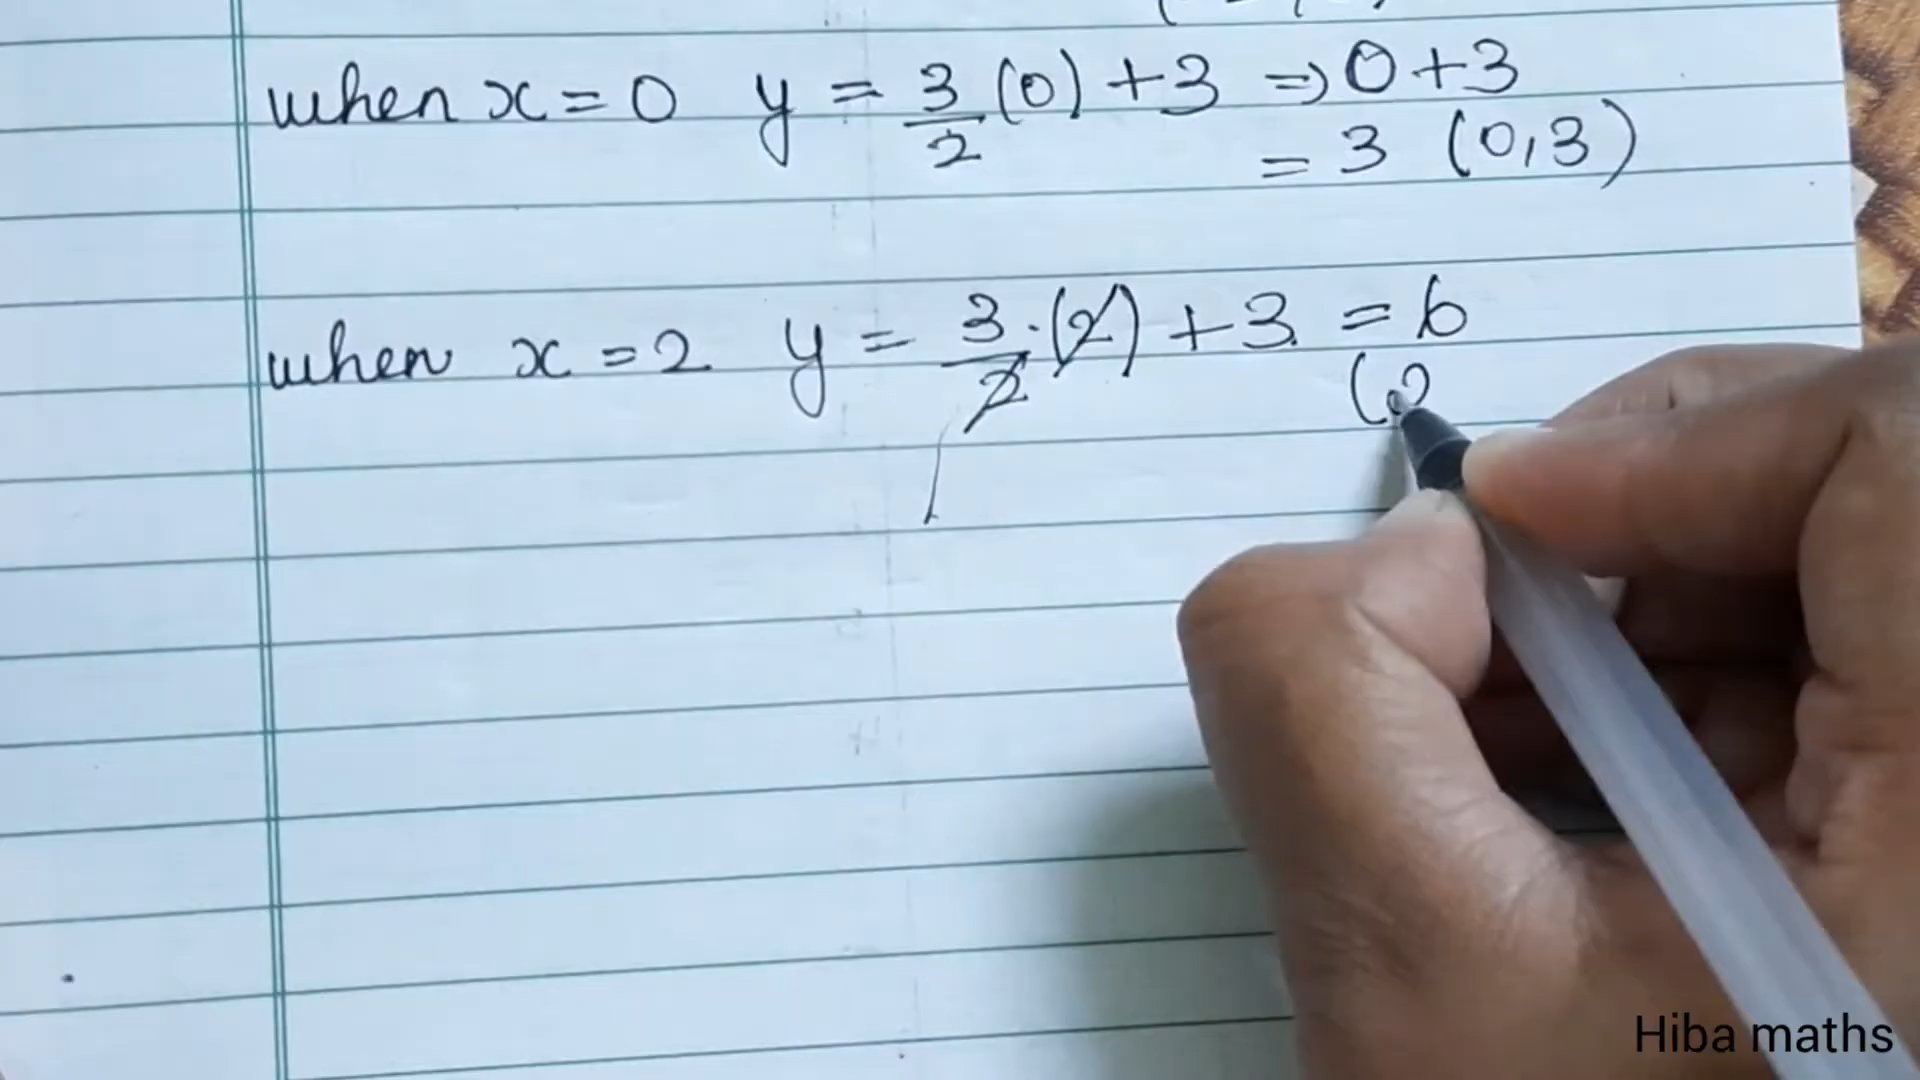 when x = 0 y = 3/2 (0) + 3 ⇒ 0 + 3
= 3 (0,3)
when x = 2 y = 3/2 · (2) + 3 = 6
(2
Hiba maths